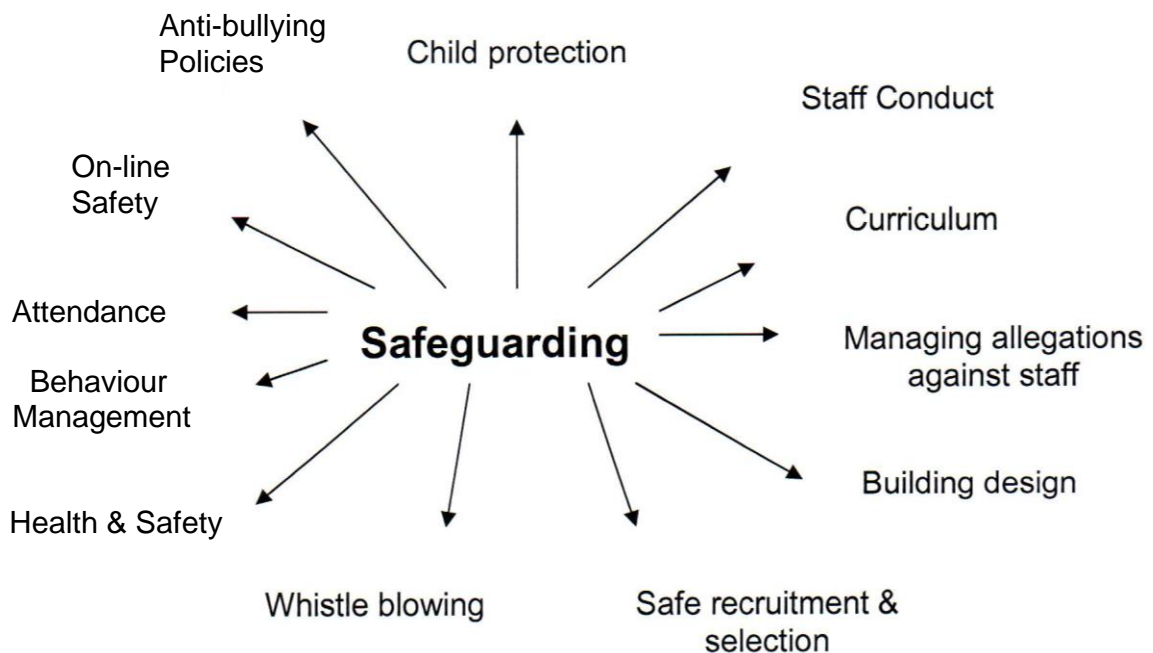 Anti-bullying
Policies
Child protection
Staff Conduct
On-line
Safety
Curriculum
Attendance
Safeguarding
Managing allegations
against staff
Behaviour
Management
Building design
Health & Safety
Whistle blowing
Safe recruitment &
selection